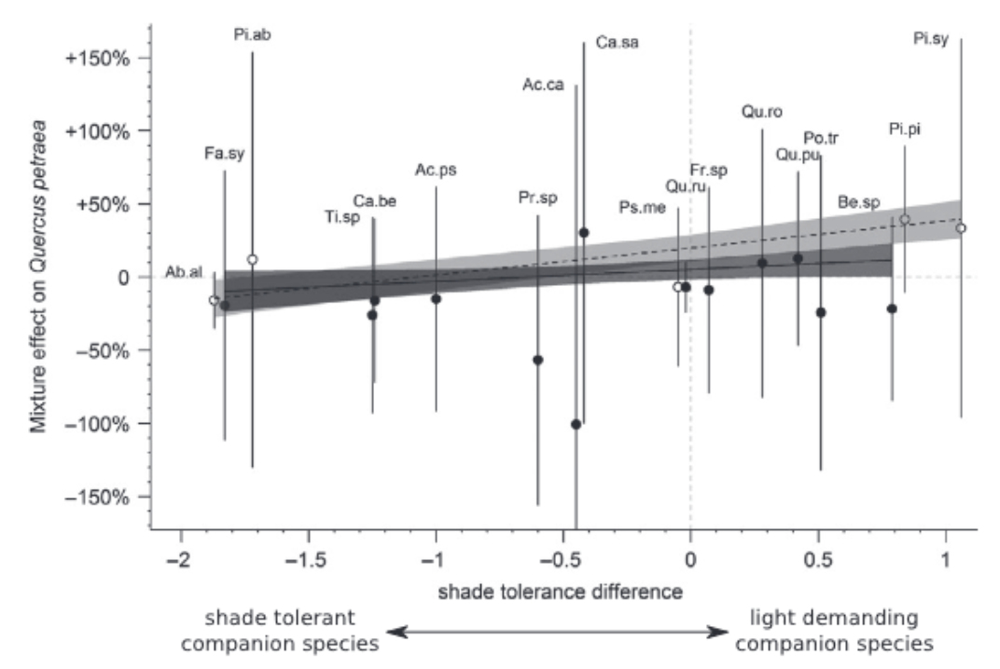 Pi.ab
Ca.sa
Pi.sy
Ac.ca
Qu.ro
Po.tr
Pi.pi
Fa.sy
Qu.pu
Ac.ps
Fr.sp
Qu.ru
Ca.be
Pr.sp
Ti.sp
Ps.me
Be.sp
Ab.al
+150%
+100%
+50%
0
–50%
–100%
–150%
Mixture effect on Quercus petraea
–2
–1.5
–1
–0.5
0
0.5
1
shade tolerance difference
shade tolerant
companion species
light demanding
companion species